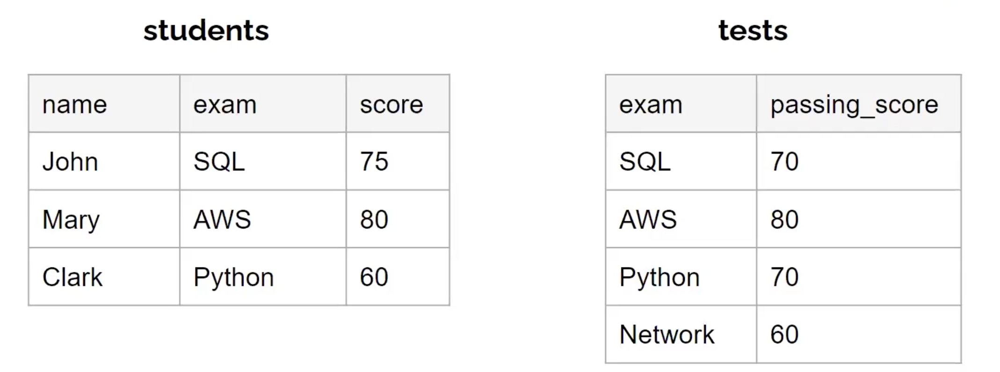 students
name exam score
John SQL 75
Mary AWS 80
Clark Python 60
tests
exam passing_score
SQL 70
AWS 80
Python 70
Network 60